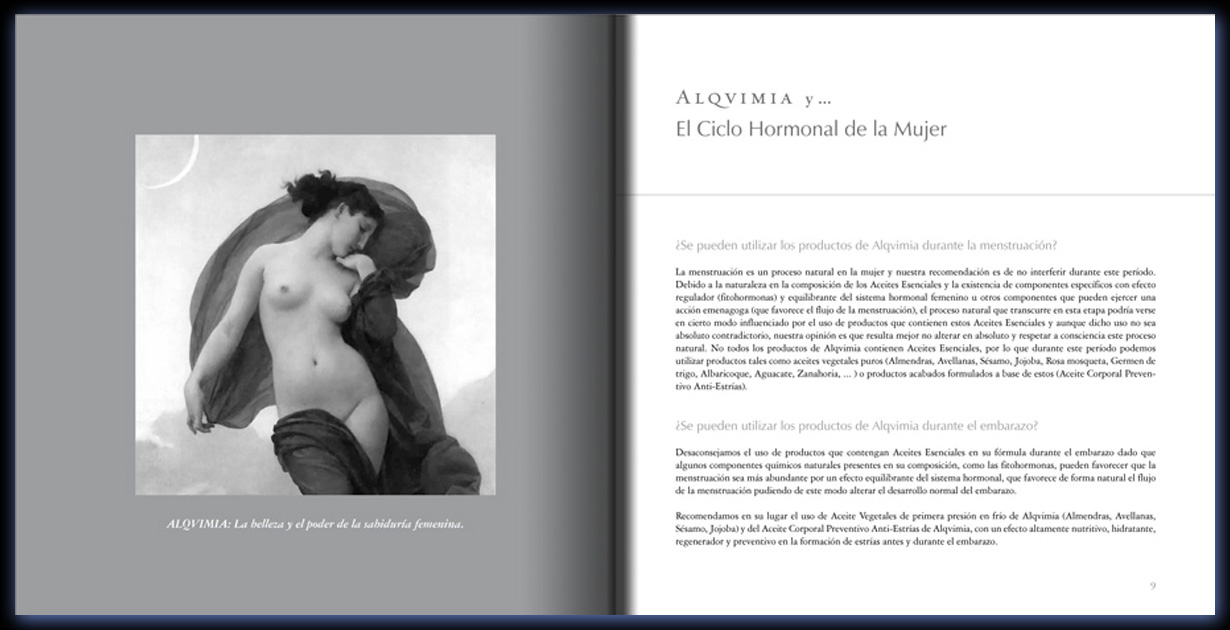 ALQVIMIA: La belleza y el poder de la sabiduría femenina.
ALQVIMIA y...
El Ciclo Hormonal de la Mujer
¿Se pueden utilizar los productos de Alqvimia durante la menstruación?
La menstruación es un proceso natural en la mujer y nuestra recomendación es de no interferir durante este período.
Debido a la naturaleza en la composición de los Aceites Esenciales y la existencia de componentes específicos con efecto
regulador (fitohormonas) y equilibrante del sistema hormonal femenino u otros componentes que pueden ejercer una
acción emenagoga (que favorece el flujo de la menstruación), el proceso natural que transcurre en esta etapa podría verse
en cierto modo influenciado por el uso de productos que contienen estos Aceites Esenciales y aunque dicho uso no sea
absoluto contradictorio, nuestra opinión es que resulta mejor no alterar en absoluto y respetar a consciencia este proceso
natural. No todos los productos de Alqvimia contienen Aceites Esenciales, por lo que durante este período podemos
utilizar productos tales como aceites vegetales puros (Almendras, Avellanas, Sésamo, Jojoba, Rosa mosqueta, Germen de
trigo, Albaricoque, Aguacate, Zanahoria, ... ) o productos acabados formulados a base de estos (Aceite Corporal Preven-
tivo Anti-Estrías).
¿Se pueden utilizar los productos de Alqvimia durante el embarazo?
Desaconsejamos el uso de productos que contengan Aceites Esenciales en su fórmula durante el embarazo dado que
algunos componentes químicos naturales presentes en su composición, como las fitohormonas, pueden favorecer que la
menstruación sea más abundante por un efecto equilibrante del sistema hormonal, que favorece de forma natural el flujo
de la menstruación pudiendo de este modo alterar el desarrollo normal del embarazo.
Recomendamos en su lugar el uso de Aceite Vegetales de primera presión en frío de Alqvimia (Almendras, Avellanas,
Sésamo, Jojoba) y del Aceite Corporal Preventivo Anti-Estrías de Alqvimia, con un efecto altamente nutritivo, hidratante,
regenerador y preventivo en la formación de estrías antes y durante el embarazo.
9